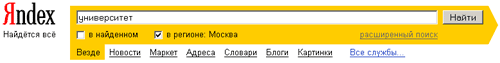 Яndex
университет
Найти
Найдётся всё
в найденном
в регионе: Москва
расширенный поиск
Везде Новости Маркет Адреса Словари Блоги Картинки Все службы...